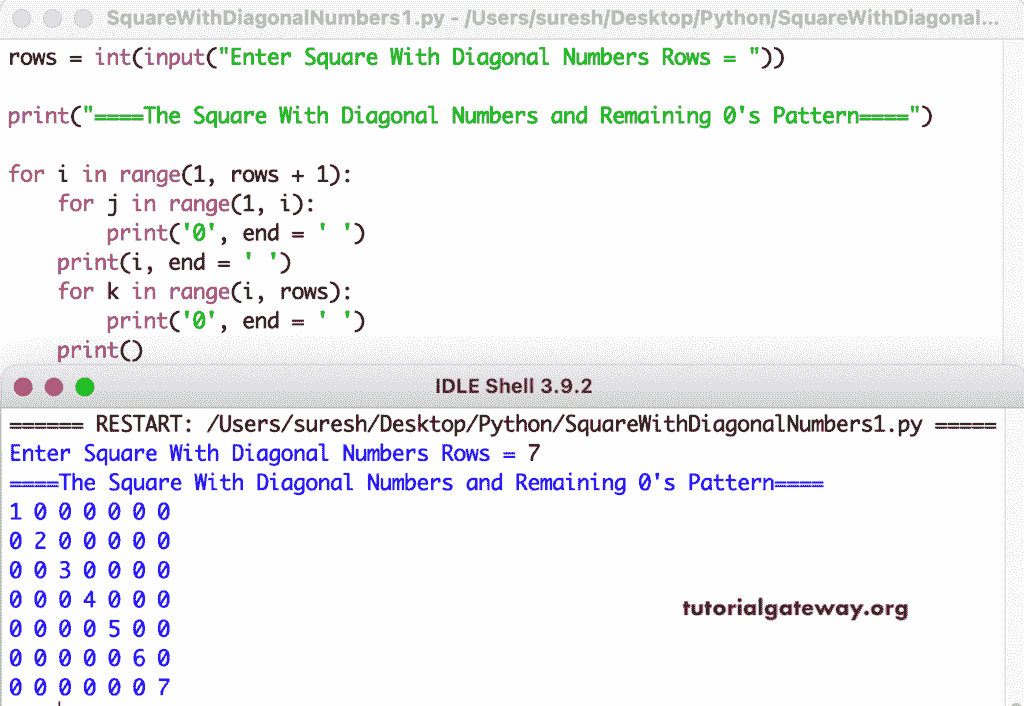 SquareWithDiagonalNumbers1.py - /Users/suresh/Desktop/Python/SquareWithDiagonal...
rows = int(input("Enter Square With Diagonal Numbers Rows = "))
print("====The Square With Diagonal Numbers and Remaining 0's Pattern====")
for i in range(1, rows + 1):
    for j in range(1, i):
        print('0', end = ' ')
    print(i, end = ' ')
    for k in range(i, rows):
        print('0', end = ' ')
    print()
IDLE Shell 3.9.2
====== RESTART: /Users/suresh/Desktop/Python/SquareWithDiagonalNumbers1.py =====
Enter Square With Diagonal Numbers Rows = 7
====The Square With Diagonal Numbers and Remaining 0's Pattern====
1 0 0 0 0 0 0
0 2 0 0 0 0 0
0 0 3 0 0 0 0
0 0 0 4 0 0 0
0 0 0 0 5 0 0
0 0 0 0 0 6 0
0 0 0 0 0 0 7
tutorialgateway.org